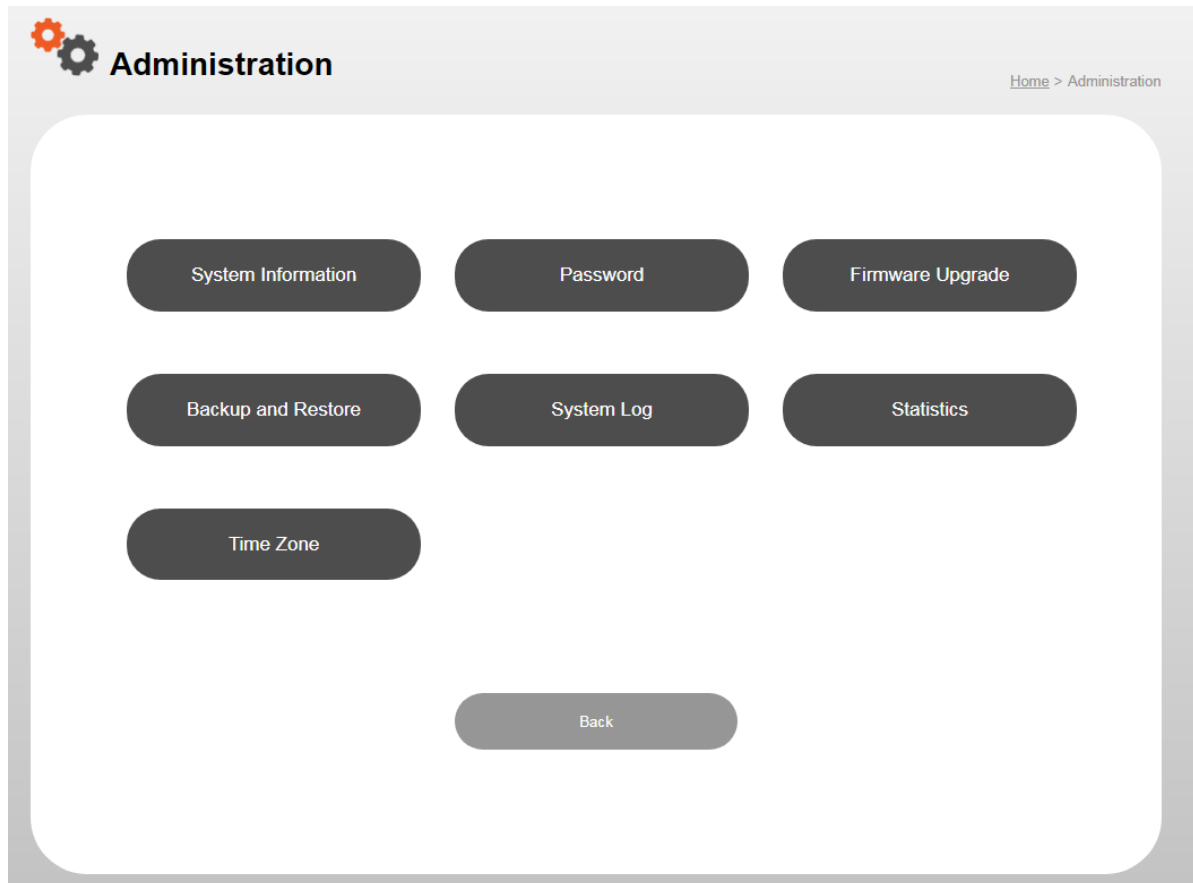 Administration
Home > Administration
System Information
Password
Firmware Upgrade
Backup and Restore
System Log
Statistics
Time Zone
Back